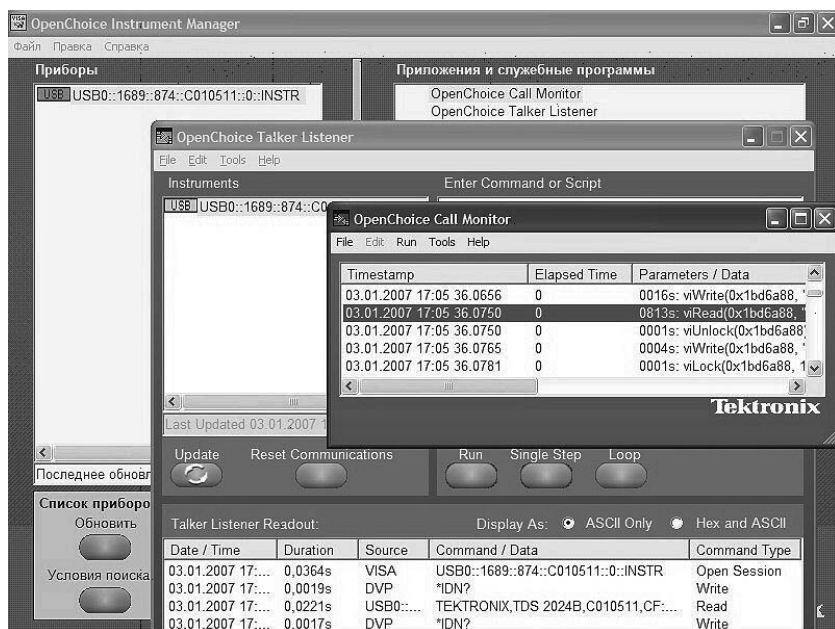 OpenChoice Instrument Manager
Файл Правка Справка
Приборы
USB USB0::1689::874::C010511::0::INSTR
Приложения и служебные программы
OpenChoice Call Monitor
OpenChoice Talker Listener
OpenChoice Talker Listener
File Edit Tools Help
Instruments
Enter Command or Script
USB USB0::1689::874::C0
OpenChoice Call Monitor
File Edit Run Tools Help
Timestamp Elapsed Time Parameters / Data
03.01.2007 17:05 36.0656 0 0016s: viWrite(0x1bd6a88, "
03.01.2007 17:05 36.0750 0 0813s: viRead(0x1bd6a88, "
03.01.2007 17:05 36.0750 0 0001s: viUnlock(0x1bd6a88)
03.01.2007 17:05 36.0765 0 0004s: viWrite(0x1bd6a88, "
03.01.2007 17:05 36.0781 0 0001s: viLock(0x1bd6a88, 1
Tektronix
Last Updated 03.01.2007 1
Update Reset Communications Run Single Step Loop
Последнее обновл
Список приборо
Обновить
Условия поиска
Talker Listener Readout: Display As: ASCII Only Hex and ASCII
Date / Time Duration Source Command / Data Command Type
03.01.2007 17:... 0,0364s VISA USB0::1689::874::C010511::0::INSTR Open Session
03.01.2007 17:... 0,0019s DVP *IDN? Write
03.01.2007 17:... 0,0221s USB0::... TEKTRONIX,TDS 2024B,C010511,CF:... Read
03.01.2007 17:... 0,0017s DVP *IDN? Write